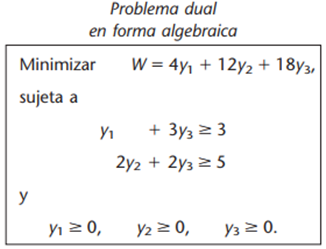 Problema dual
en forma algebraica
Minimizar W = 4y₁ + 12y₂ + 18y₃,
sujeta a
y₁ + 3y₃ ≥ 3
2y₂ + 2y₃ ≥ 5
y
y₁ ≥ 0, y₂ ≥ 0, y₃ ≥ 0.